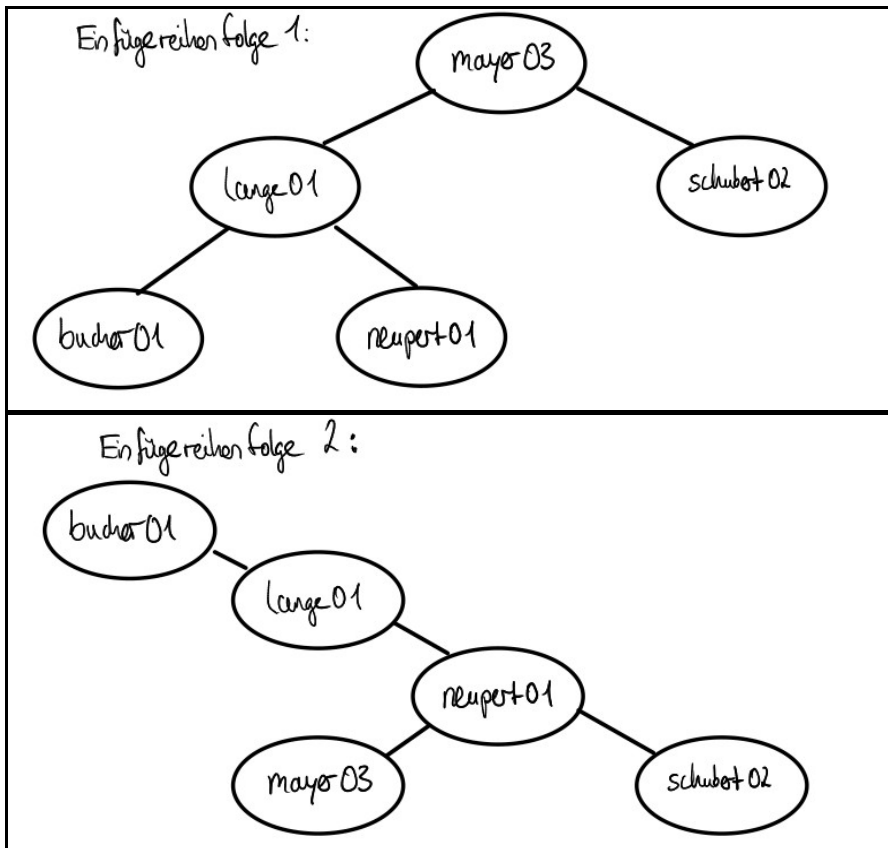 Einfügereihenfolge 1:
mayer03
lange01
schubert02
bucher01
neupert01
Einfügereihenfolge 2:
bucher01
lange01
neupert01
mayer03
schubert02